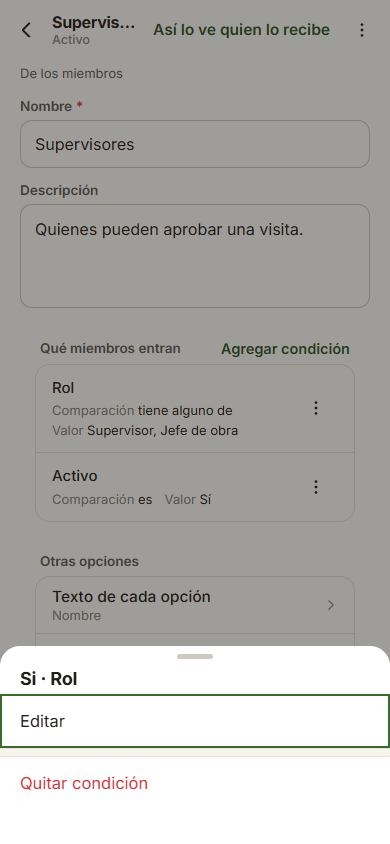 Supervis...
Activo
Así lo ve quien lo recibe
De los miembros
Nombre *
Supervisores
Descripción
Quienes pueden aprobar una visita.
Qué miembros entran
Agregar condición
Rol
Comparación tiene alguno de
Valor Supervisor, Jefe de obra
Activo
Comparación es Valor Sí
Otras opciones
Texto de cada opción
Nombre
Si · Rol
Editar
Quitar condición